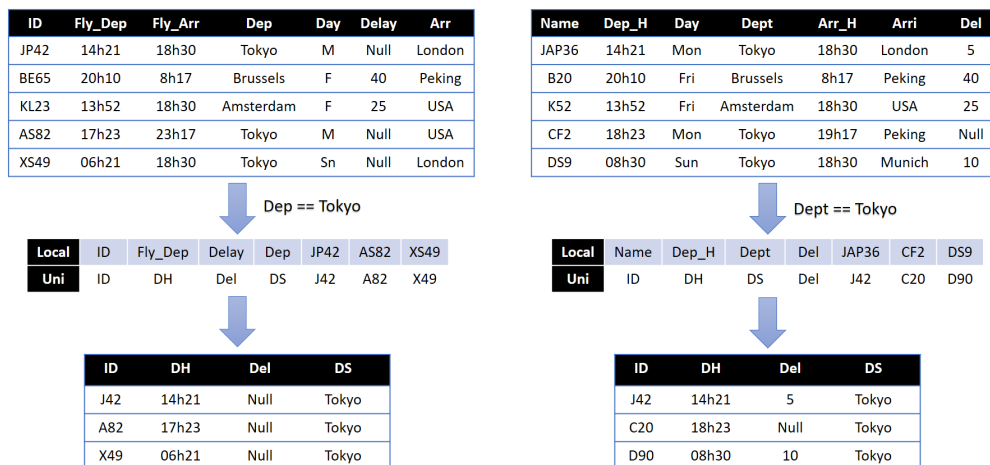 ID Fly_Dep Fly_Arr Dep Day Delay Arr
JP42 14h21 18h30 Tokyo M Null London
BE65 20h10 8h17 Brussels F 40 Peking
KL23 13h52 18h30 Amsterdam F 25 USA
AS82 17h23 23h17 Tokyo M Null USA
XS49 06h21 18h30 Tokyo Sn Null London
Name Dep_H Day Dept Arr_H Arri Del
JAP36 14h21 Mon Tokyo 18h30 London 5
B20 20h10 Fri Brussels 8h17 Peking 40
K52 13h52 Fri Amsterdam 18h30 USA 25
CF2 18h23 Mon Tokyo 19h17 Peking Null
DS9 08h30 Sun Tokyo 18h30 Munich 10
Dep == Tokyo
Dept == Tokyo
Local ID Fly_Dep Delay Dep JP42 AS82 XS49
Uni ID DH Del DS J42 A82 X49
Local Name Dep_H Dept Del JAP36 CF2 DS9
Uni ID DH DS Del J42 C20 D90
ID DH Del DS
J42 14h21 Null Tokyo
A82 17h23 Null Tokyo
X49 06h21 Null Tokyo
ID DH Del DS
J42 14h21 5 Tokyo
C20 18h23 Null Tokyo
D90 08h30 10 Tokyo